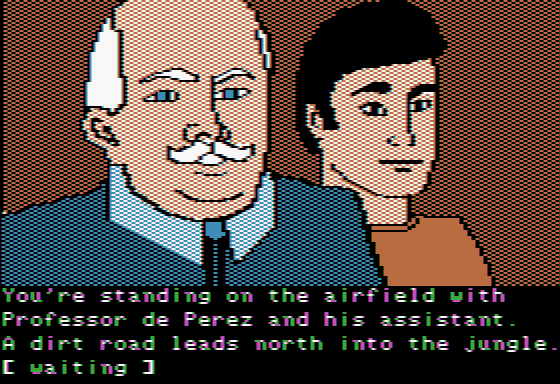 You're standing on the airfield with
Professor de Perez and his assistant.
A dirt road leads north into the jungle.
[ waiting ]